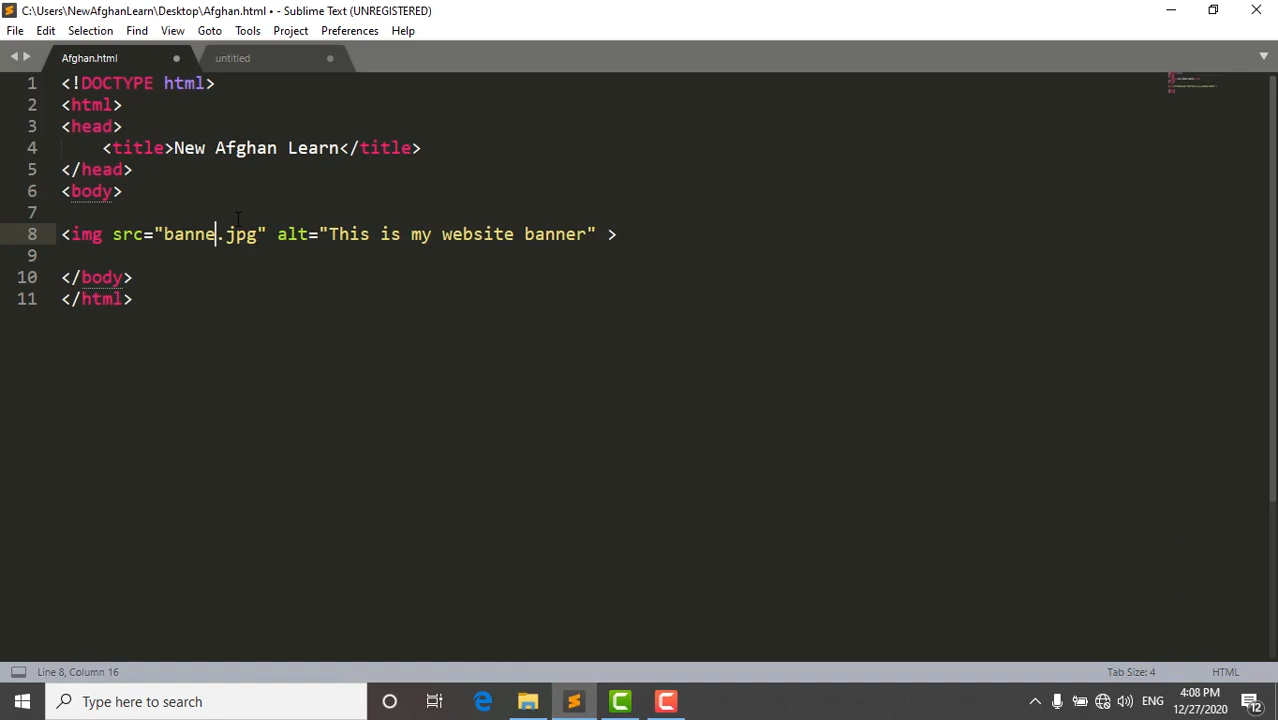 C:\Users\NewAfghanLearn\Desktop\Afghan.html • - Sublime Text (UNREGISTERED)
File Edit Selection Find View Goto Tools Project Preferences Help
Afghan.html untitled
1 <!DOCTYPE html>
2 <html>
3 <head>
4 <title>New Afghan Learn</title>
5 </head>
6 <body>
7
8 <img src="banne.jpg" alt="This is my website banner" >
9
10 </body>
11 </html>
Line 8, Column 16 Tab Size: 4 HTML
Type here to search ENG 4:08 PM
12/27/2020 12